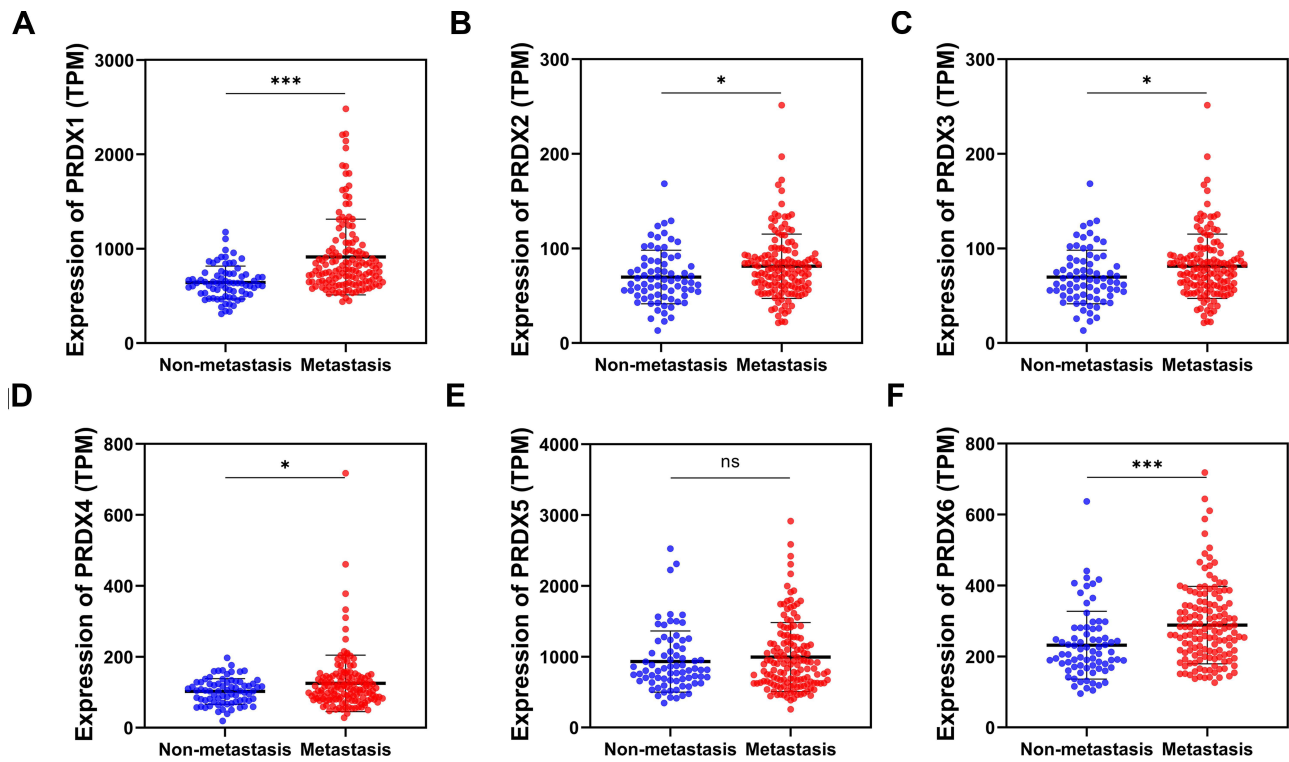 A
Expression of PRDX1 (TPM)
3000
2000
1000
0
***
Non-metastasis
Metastasis
B
Expression of PRDX2 (TPM)
300
200
100
0
*
Non-metastasis
Metastasis
C
Expression of PRDX3 (TPM)
300
200
100
0
*
Non-metastasis
Metastasis
D
Expression of PRDX4 (TPM)
800
600
400
200
0
*
Non-metastasis
Metastasis
E
Expression of PRDX5 (TPM)
4000
3000
2000
1000
0
ns
Non-metastasis
Metastasis
F
Expression of PRDX6 (TPM)
800
600
400
200
0
***
Non-metastasis
Metastasis